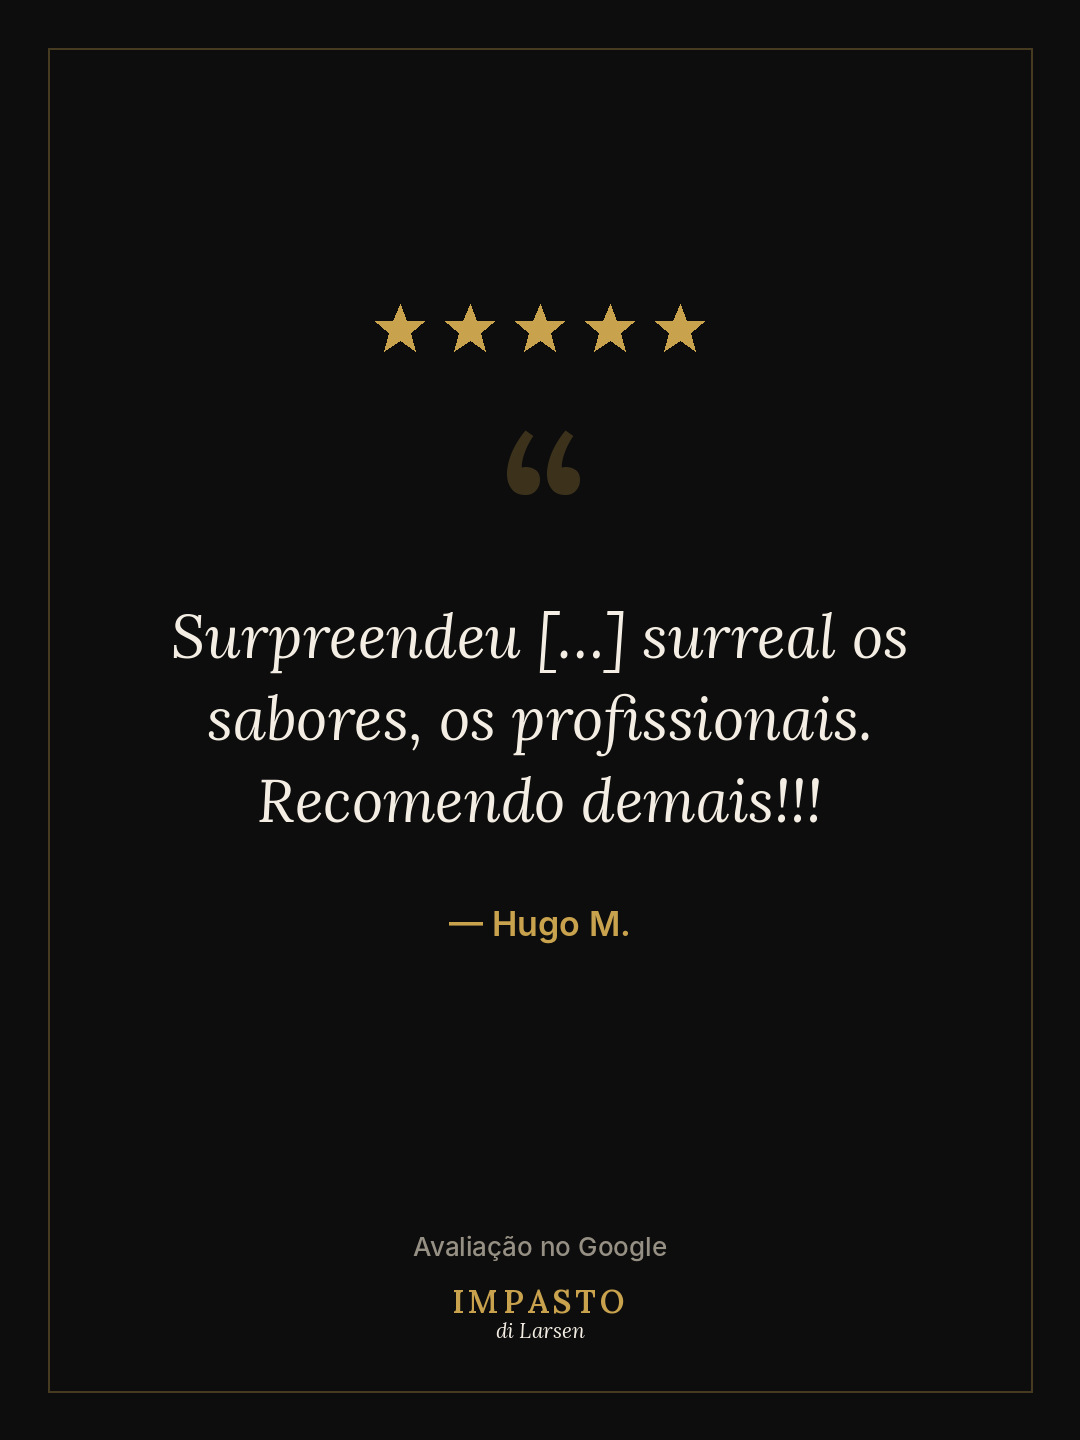 ★★★★★
“
Surpreendeu [...] surreal os
sabores, os profissionais.
Recomendo demais!!!
— Hugo M.
Avaliação no Google
IMPASTO
di Larsen